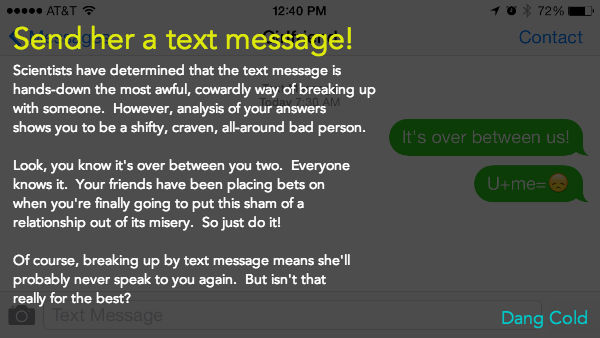 AT&T 12:40 PM 72%
Send her a text message!
Contact
Scientists have determined that the text message is
hands-down the most awful, cowardly way of breaking up
with someone. However, analysis of your answers
shows you to be a shifty, craven, all-around bad person.
Today 7:30 AM
It's over between us!
U+me=😞
Look, you know it's over between you two. Everyone
knows it. Your friends have been placing bets on
when you're finally going to put this sham of a
relationship out of its misery. So just do it!
Of course, breaking up by text message means she'll
probably never speak to you again. But isn't that
really for the best?
Text Message
Dang Cold